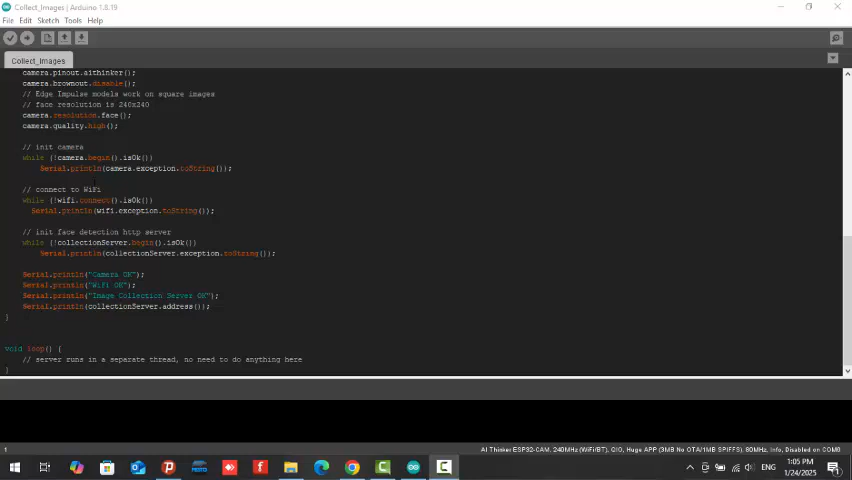 Collect_Images | Arduino 1.8.19
File Edit Sketch Tools Help
Collect_Images
camera.pinout.aithinker();
camera.brownout.disable();
// Edge Impulse models work on square images
// face resolution is 240x240
camera.resolution.face();
camera.quality.high();
// init camera
while (!camera.begin().isOk())
Serial.println(camera.exception.toString());
// connect to WiFi
while (!wifi.connect().isOk())
Serial.println(wifi.exception.toString());
// init face detection http server
while (!collectionServer.begin().isOk())
Serial.println(collectionServer.exception.toString());
Serial.println("Camera OK");
Serial.println("WiFi OK");
Serial.println("Image Collection Server OK");
Serial.println(collectionServer.address());
}
void loop() {
// server runs in a separate thread, no need to do anything here
}
1
AI Thinker ESP32-CAM, 240MHz (WiFi/BT), QIO, Huge APP (3MB No OTA/1MB SPIFFS), 80MHz, Info, Disabled on COM8
ENG
1:05 PM
1/24/2025